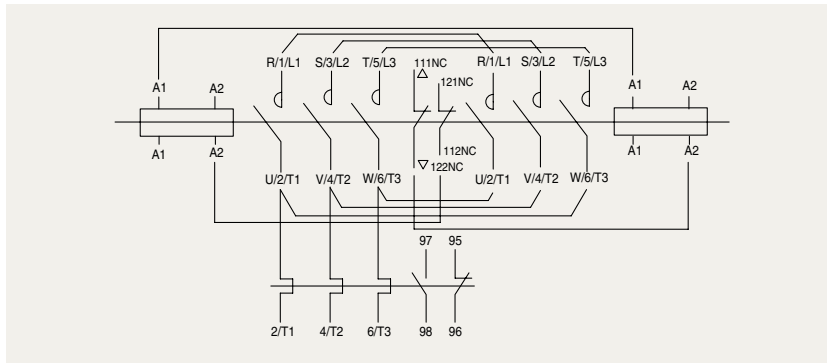 R/1/L1 S/3/L2 T/5/L3 111NC R/1/L1 S/3/L2 T/5/L3
A1 A2 121NC A1 A2
A1 A2 112NC A1 A2
122NC
U/2/T1 V/4/T2 W/6/T3 U/2/T1 V/4/T2 W/6/T3
97 95
2/T1 4/T2 6/T3 98 96